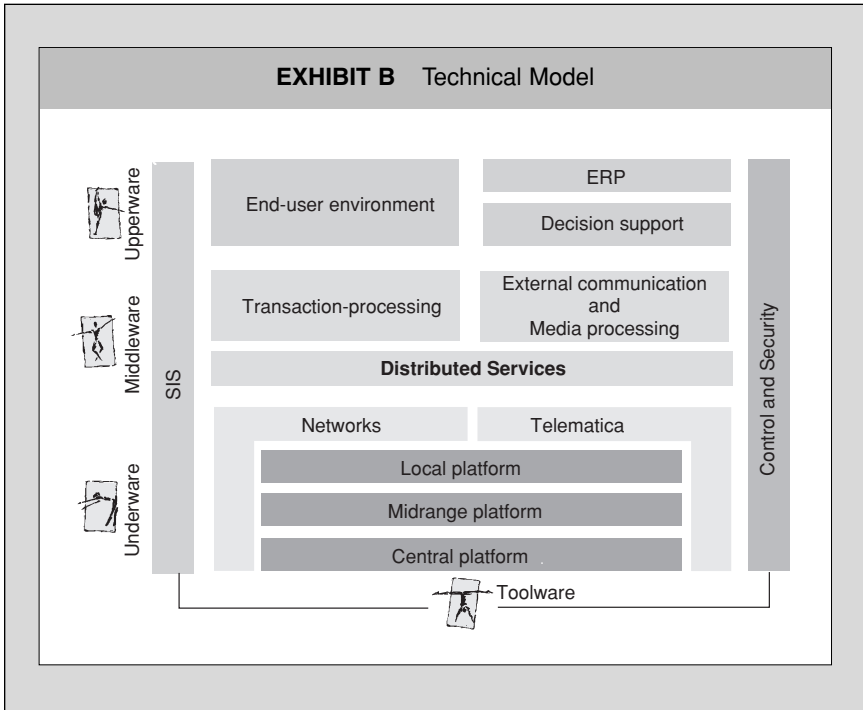 EXHIBIT B Technical Model
Upperware
Middleware
Underware
SIS
End-user environment
ERP
Decision support
Transaction-processing
External communication
and
Media processing
Distributed Services
Networks
Telematica
Local platform
Midrange platform
Central platform
Control and Security
Toolware